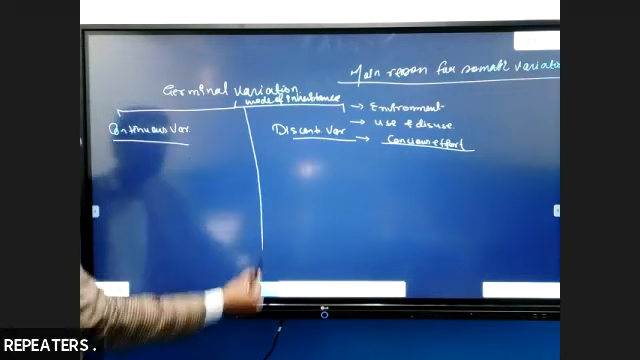 Main reason for somatic variatio
Germinal variation
mode of inheritance
→ Environment
→ use & disuse.
Continuous Var
Discont. Var
→ Concious effort
REPEATERS.